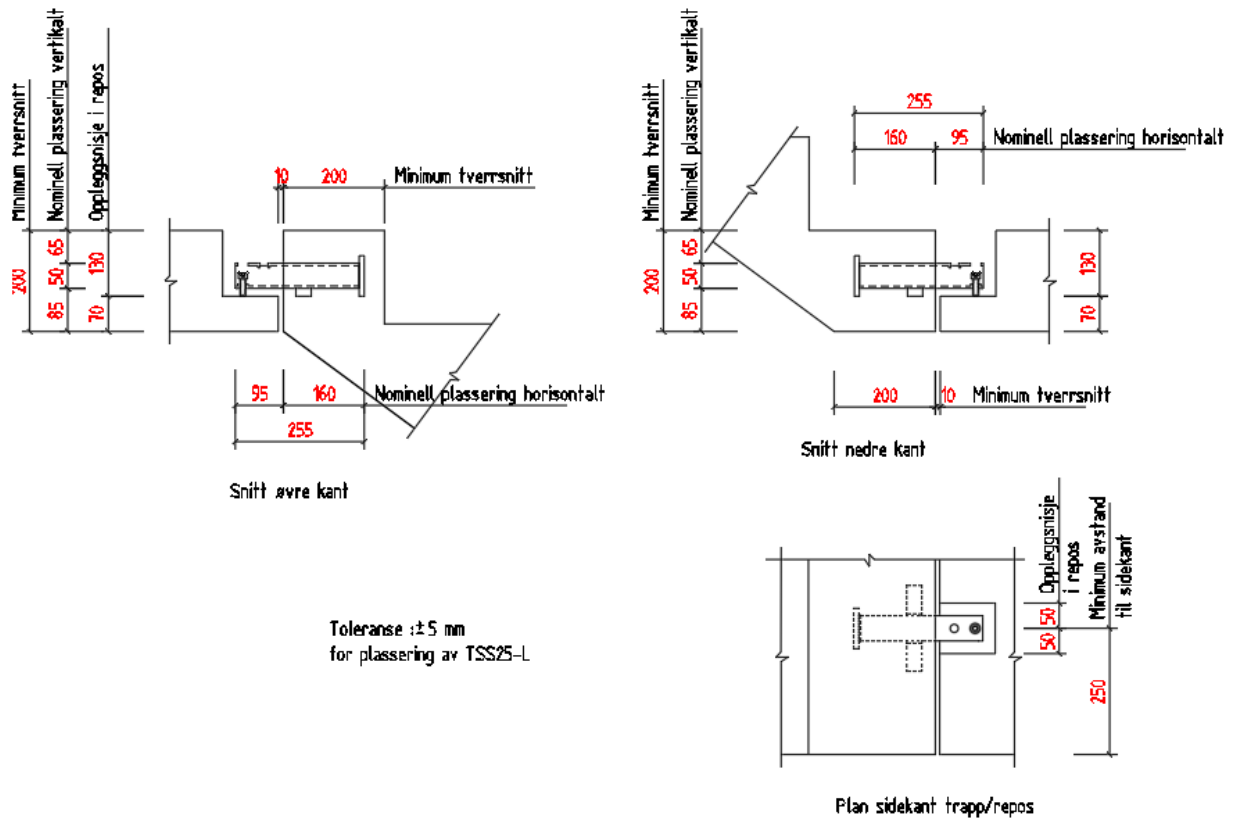 Minimum tverrsnitt
Nominell plassering vertikalt
Oppleggsnisje i repos
10
200
Minimum tverrsnitt
200
65
50
85
130
70
95
160
Nominell plassering horisontalt
255
Snitt øvre kant
Minimum tverrsnitt
Nominell plassering vertikalt
255
160
95
Nominell plassering horisontalt
200
65
50
85
130
70
200
10
Minimum tverrsnitt
Snitt nedre kant
Toleranse :±5 mm
for plassering av TSS25-L
Oppleggsnisje
i repos
Minimum avstand
til sidekant
50
50
250
Plan sidekant trapp/repos